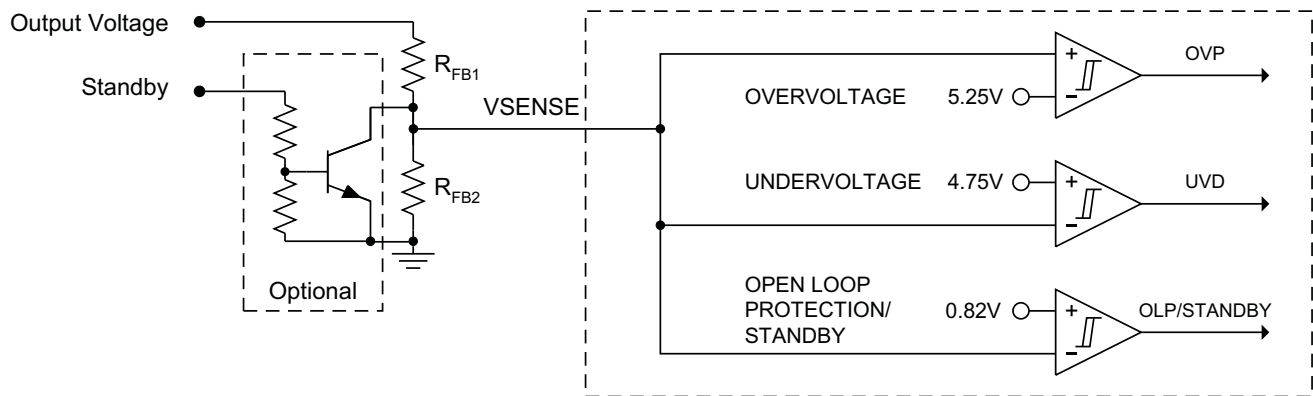 Output Voltage
Standby
Optional
R_FB1
R_FB2
VSENSE
OVERVOLTAGE
5.25V
+
−
OVP
UNDERVOLTAGE
4.75V
+
−
UVD
OPEN LOOP
PROTECTION/
STANDBY
0.82V
+
−
OLP/STANDBY